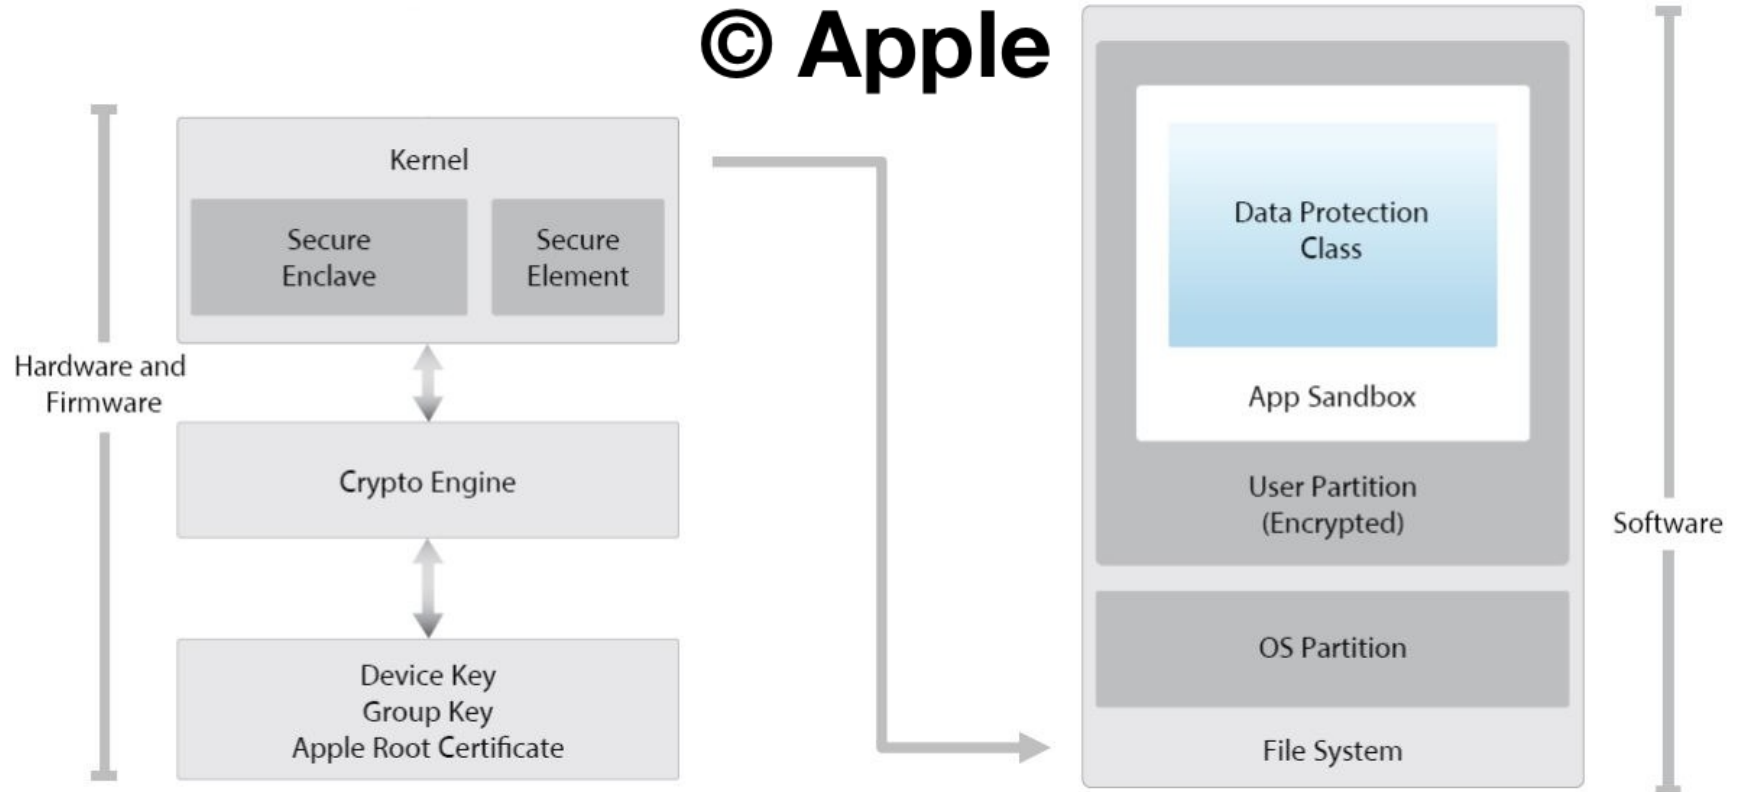 © Apple
Hardware and
Firmware
Kernel
Secure
Enclave
Secure
Element
Crypto Engine
Device Key
Group Key
Apple Root Certificate
Data Protection
Class
App Sandbox
User Partition
(Encrypted)
OS Partition
File System
Software